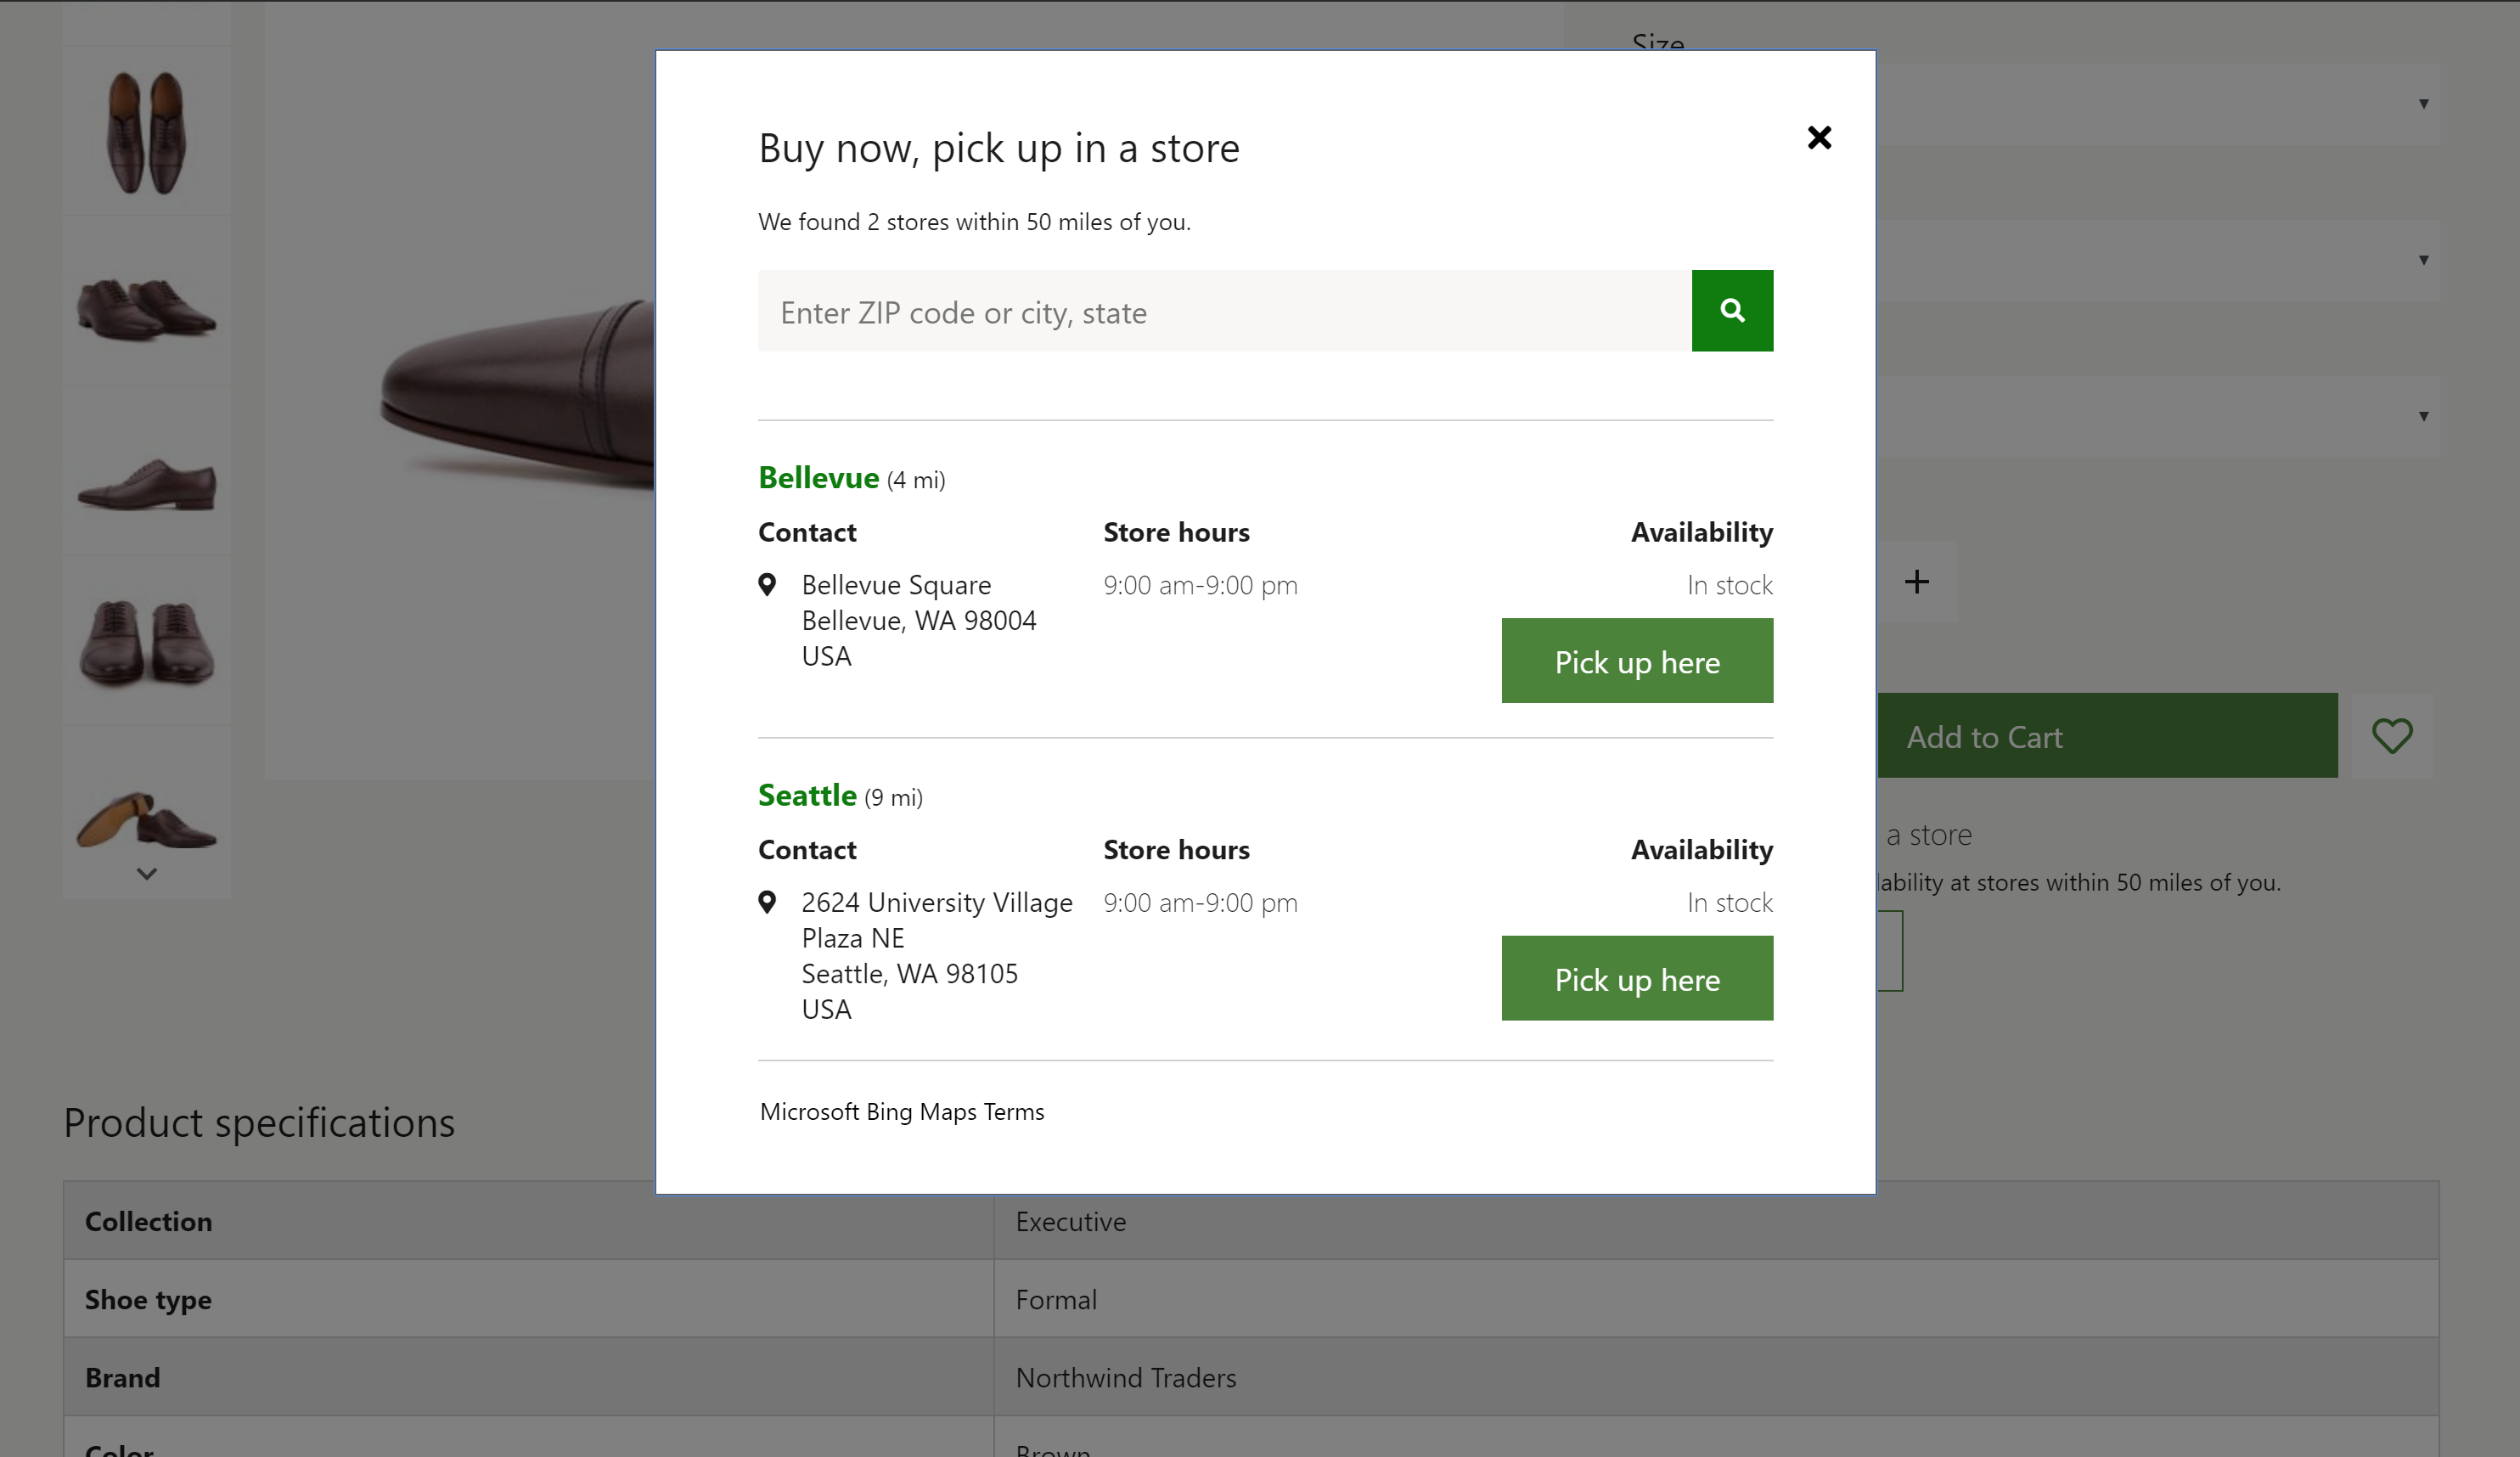 Size
Buy now, pick up in a store
We found 2 stores within 50 miles of you.
Enter ZIP code or city, state
Bellevue (4 mi)
Contact
Store hours
Availability
Bellevue Square
Bellevue, WA 98004
USA
9:00 am-9:00 pm
In stock
Pick up here
Seattle (9 mi)
Contact
Store hours
Availability
2624 University Village
Plaza NE
Seattle, WA 98105
USA
9:00 am-9:00 pm
In stock
Pick up here
Microsoft Bing Maps Terms
Add to Cart
a store
lability at stores within 50 miles of you.
Product specifications
Collection Executive
Shoe type Formal
Brand Northwind Traders
Color Brown